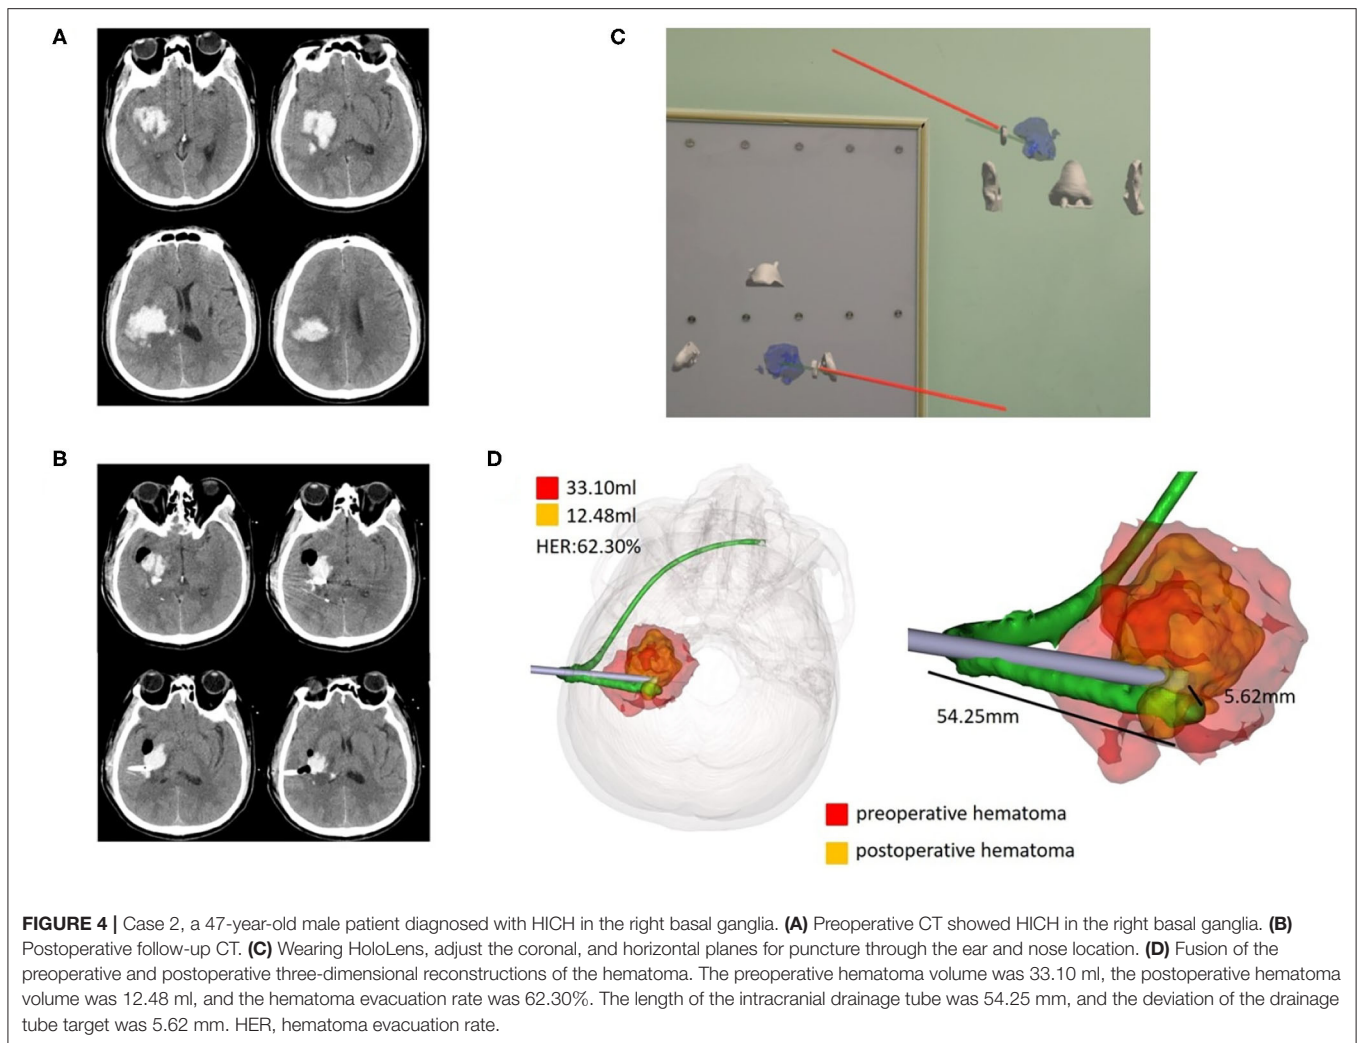 A
C
B
D
33.10ml
12.48ml
HER:62.30%
54.25mm
5.62mm
preoperative hematoma
postoperative hematoma
FIGURE 4 | Case 2, a 47-year-old male patient diagnosed with HICH in the right basal ganglia. (A) Preoperative CT showed HICH in the right basal ganglia. (B)
Postoperative follow-up CT. (C) Wearing HoloLens, adjust the coronal, and horizontal planes for puncture through the ear and nose location. (D) Fusion of the
preoperative and postoperative three-dimensional reconstructions of the hematoma. The preoperative hematoma volume was 33.10 ml, the postoperative hematoma
volume was 12.48 ml, and the hematoma evacuation rate was 62.30%. The length of the intracranial drainage tube was 54.25 mm, and the deviation of the drainage
tube target was 5.62 mm. HER, hematoma evacuation rate.